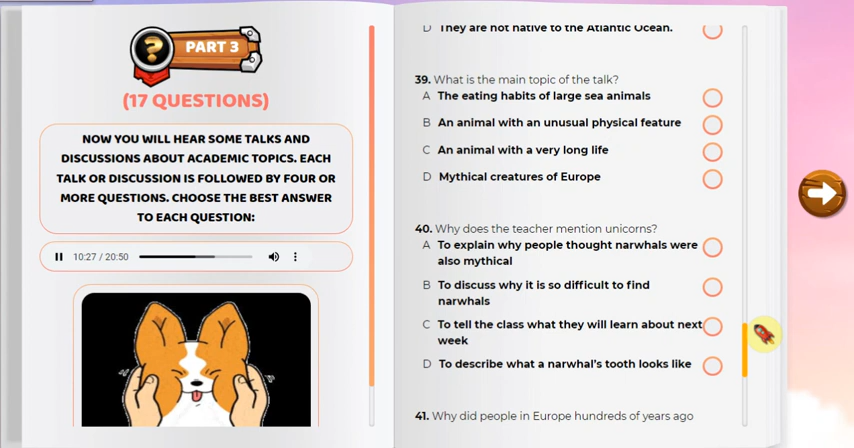 PART 3
(17 QUESTIONS)
NOW YOU WILL HEAR SOME TALKS AND
DISCUSSIONS ABOUT ACADEMIC TOPICS. EACH
TALK OR DISCUSSION IS FOLLOWED BY FOUR OR
MORE QUESTIONS. CHOOSE THE BEST ANSWER
TO EACH QUESTION:
10:27 / 20:50
D They are not native to the Atlantic Ocean.
39. What is the main topic of the talk?
A The eating habits of large sea animals
B An animal with an unusual physical feature
C An animal with a very long life
D Mythical creatures of Europe
40. Why does the teacher mention unicorns?
A To explain why people thought narwhals were
also mythical
B To discuss why it is so difficult to find
narwhals
C To tell the class what they will learn about next
week
D To describe what a narwhal's tooth looks like
41. Why did people in Europe hundreds of years ago